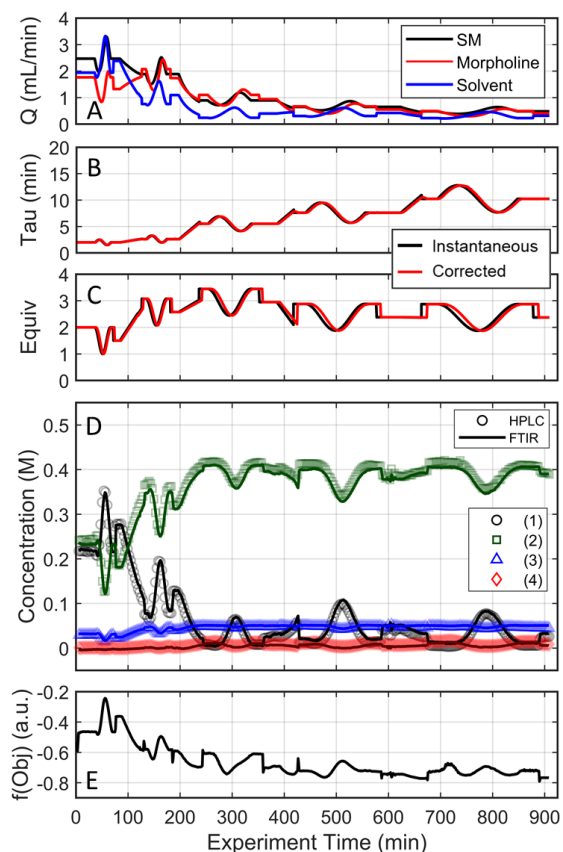 4
3
2
1
0
Q (mL/min)
A
SM
Morpholine
Solvent
20
15
10
5
0
Tau (min)
B
Instantaneous
Corrected
4
3
2
1
0
Equiv
C
0.5
0.4
0.3
0.2
0.1
0
Concentration (M)
D
HPLC
FTIR
(1)
(2)
(3)
(4)
-0.2
-0.4
-0.6
-0.8
f(Obj) (a.u.)
E
0 100 200 300 400 500 600 700 800 900
Experiment Time (min)